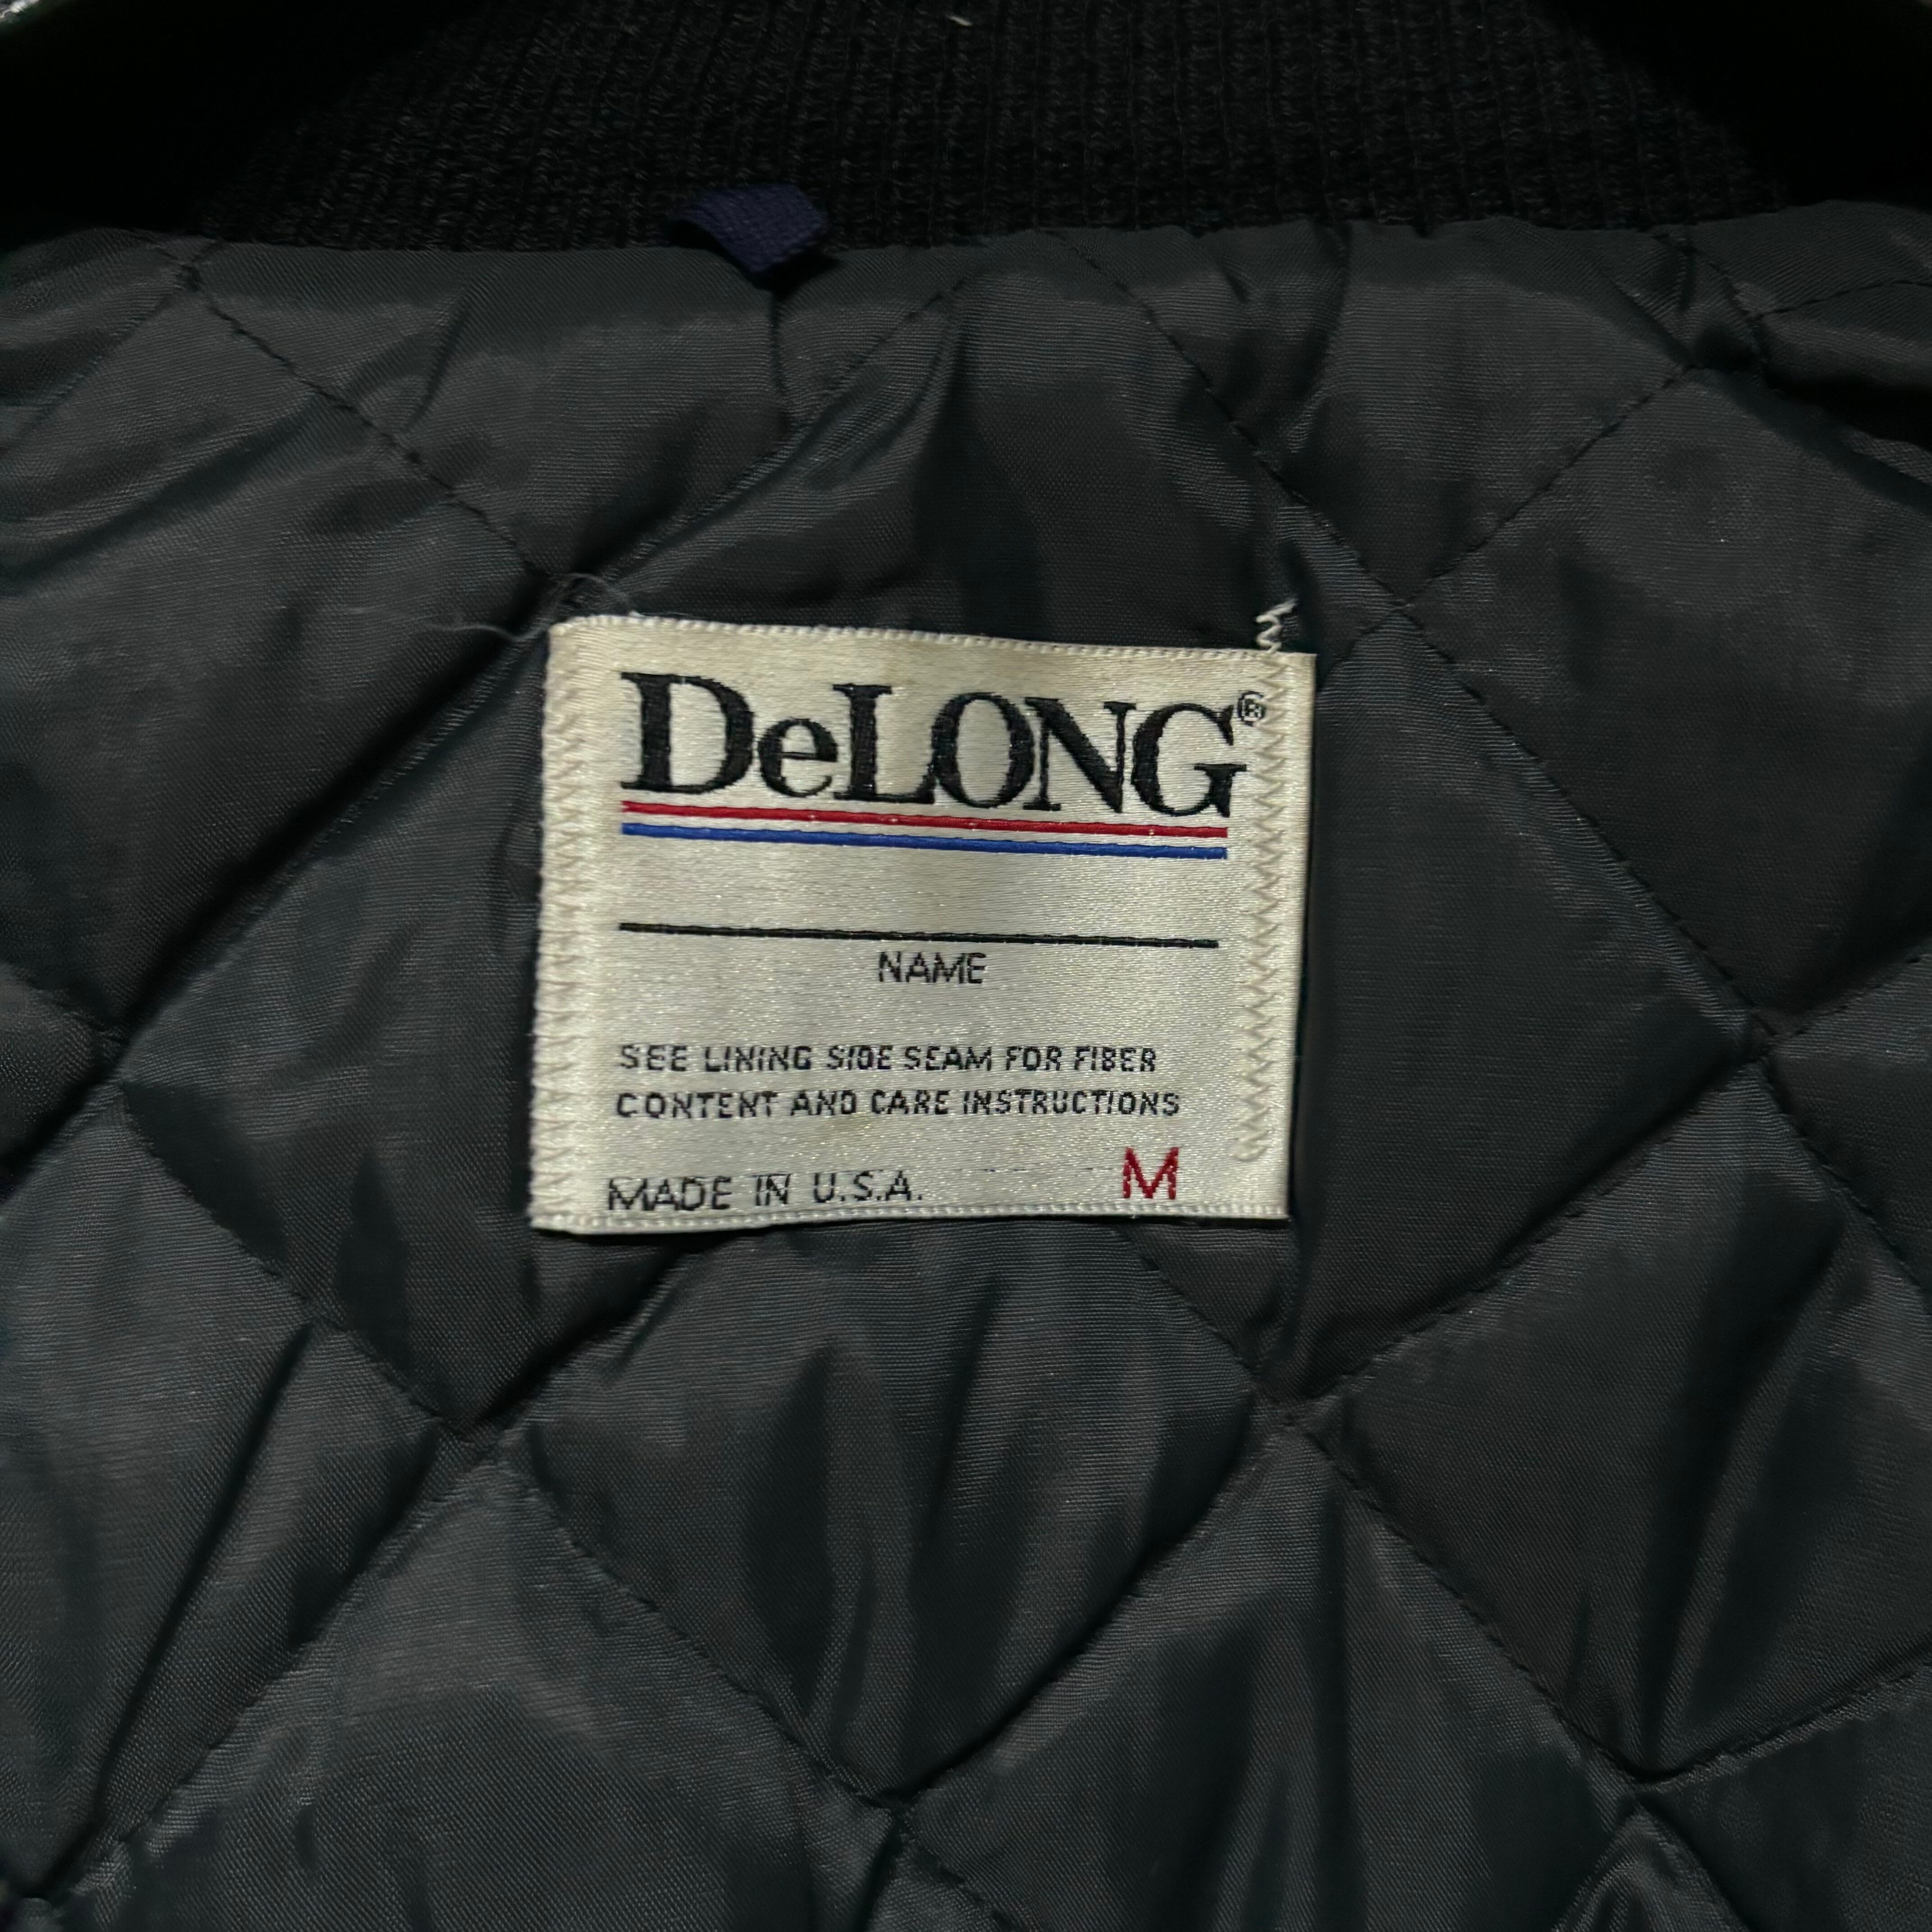 DeLONG®
NAME
SEE LINING SIDE SEAM FOR FIBER
CONTENT AND CARE INSTRUCTIONS
MADE IN U.S.A. M